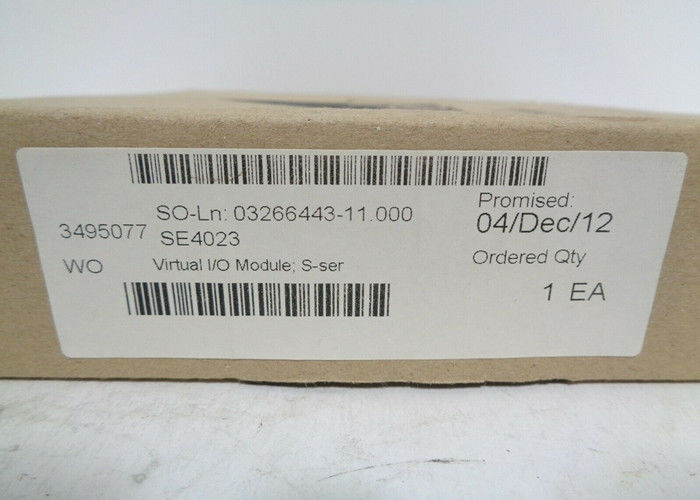 SO-Ln: 03266443-11.000
3495077 SE4023
WO Virtual I/O Module; S-ser
Promised:
04/Dec/12
Ordered Qty
1 EA